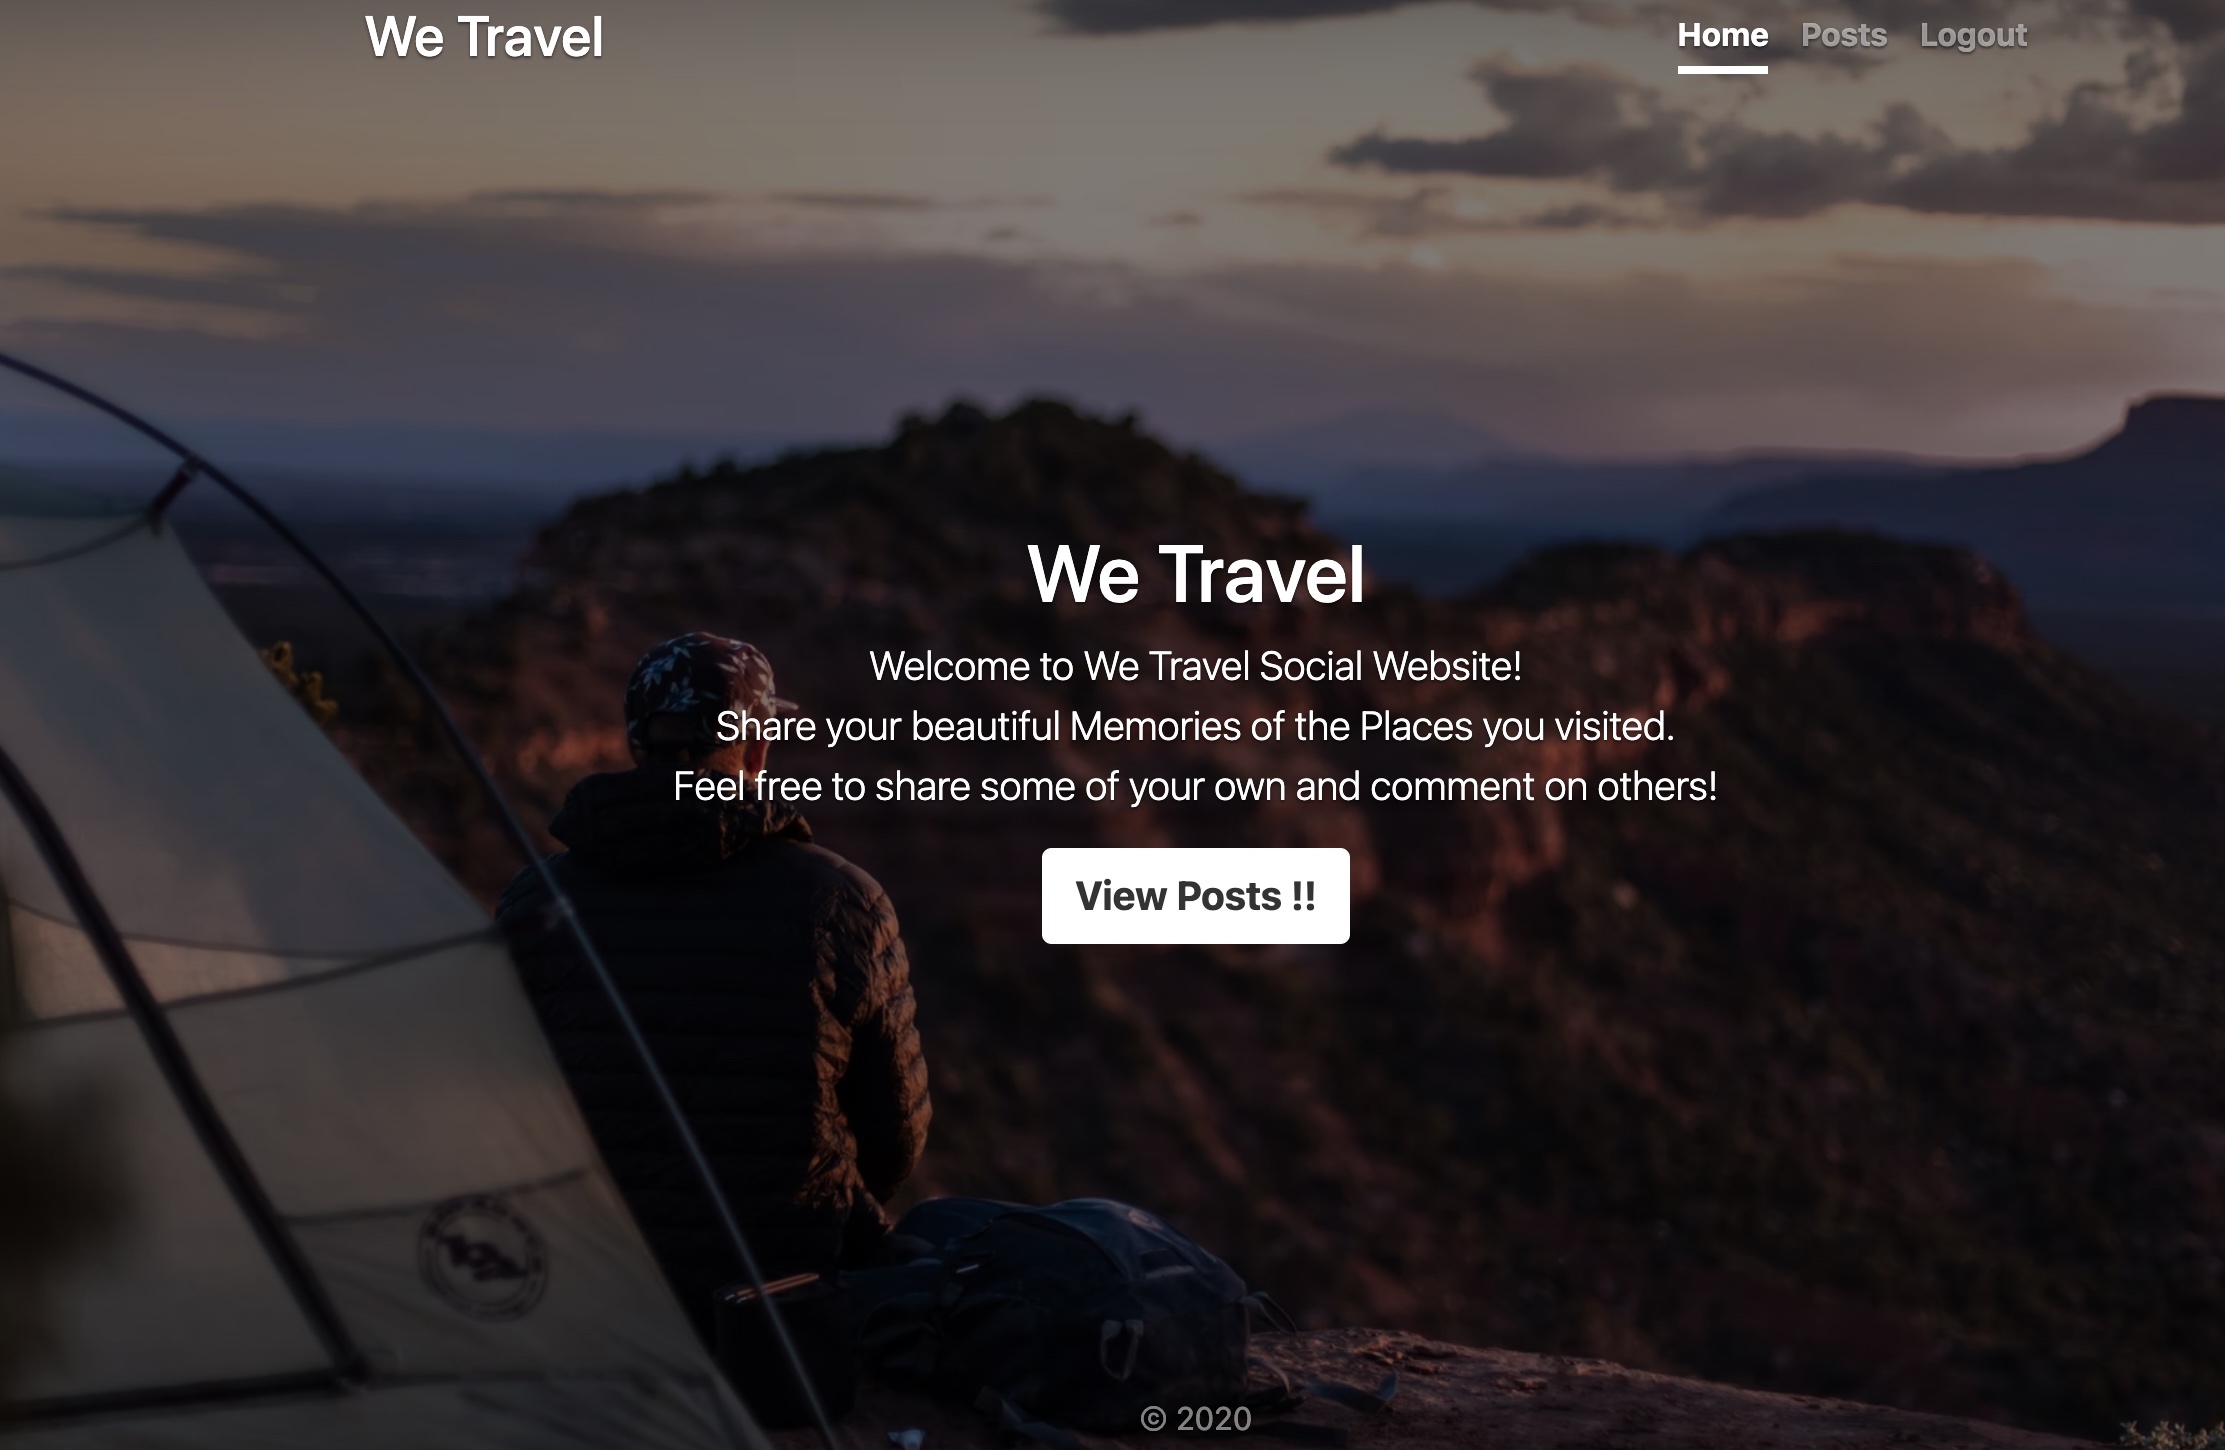 We Travel
Home Posts Logout
We Travel
Welcome to We Travel Social Website!
Share your beautiful Memories of the Places you visited.
Feel free to share some of your own and comment on others!
View Posts !!
© 2020